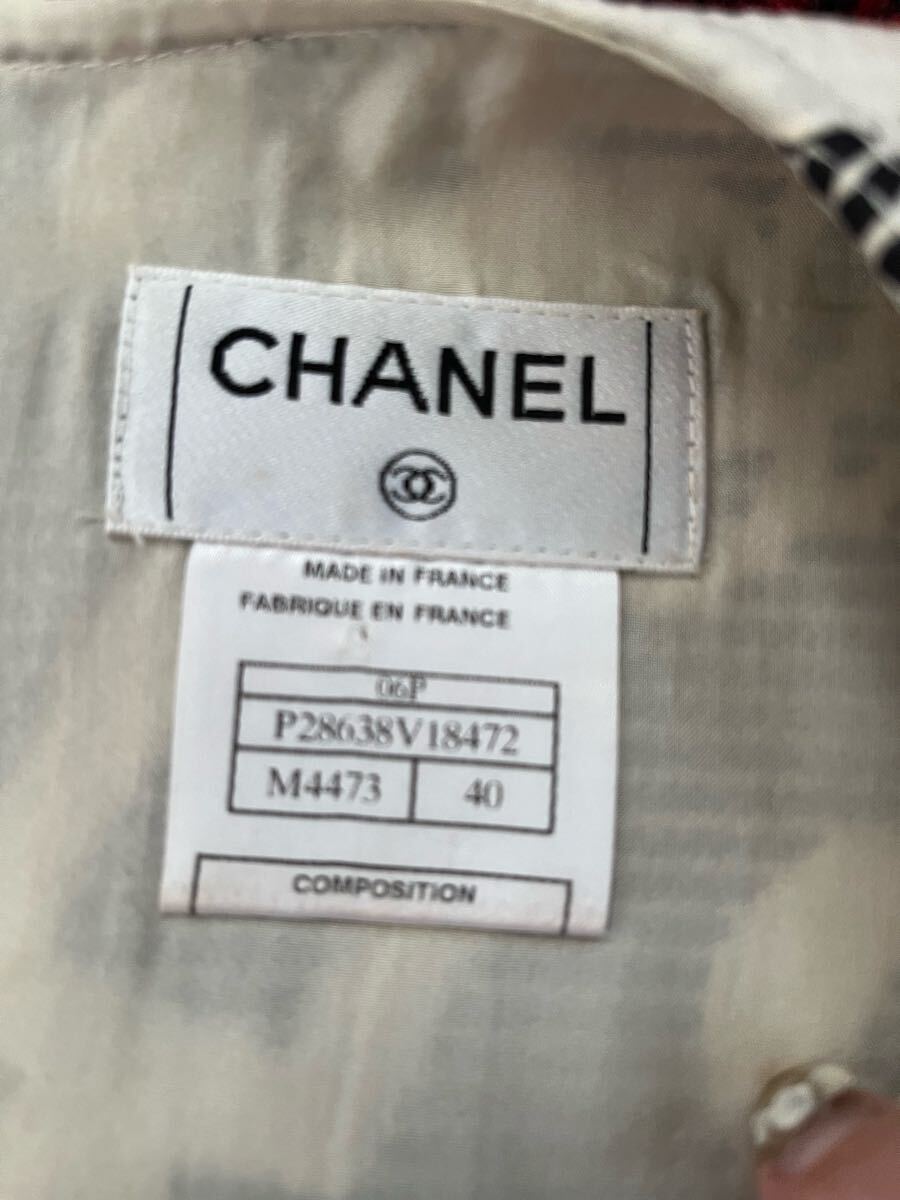 CHANEL
MADE IN FRANCE
FABRIQUE EN FRANCE
06P
P28638V18472
M4473 40
COMPOSITION